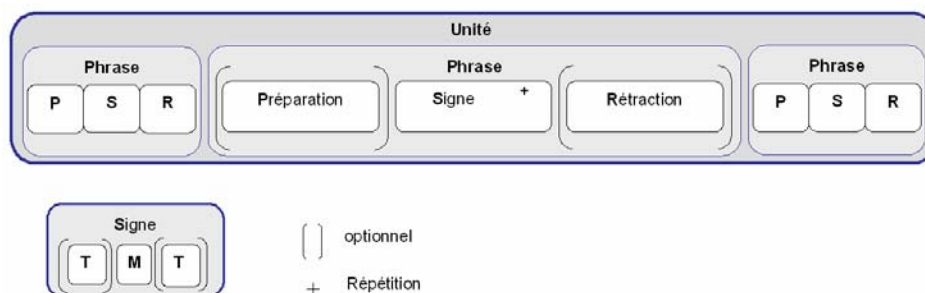 Unité
Phrase Phrase Phrase
P S R Préparation Signe + Rétraction P S R
Signe
T M T
optionnel
+ Répétition